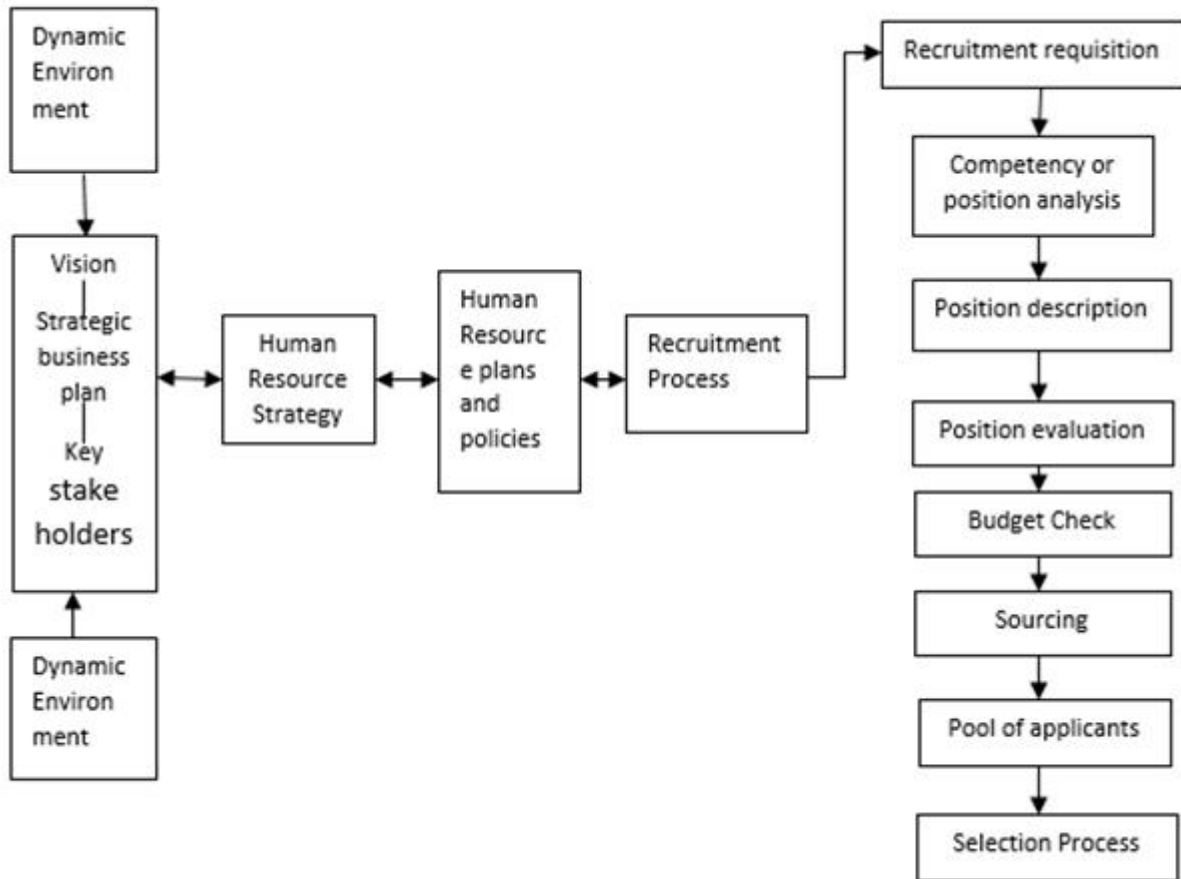 Dynamic
Environ
ment
Vision
Strategic
business
plan
Key
stake
holders
Dynamic
Environ
ment
Human
Resource
Strategy
Human
Resourc
e plans
and
policies
Recruitment
Process
Recruitment requisition
Competency or
position analysis
Position description
Position evaluation
Budget Check
Sourcing
Pool of applicants
Selection Process